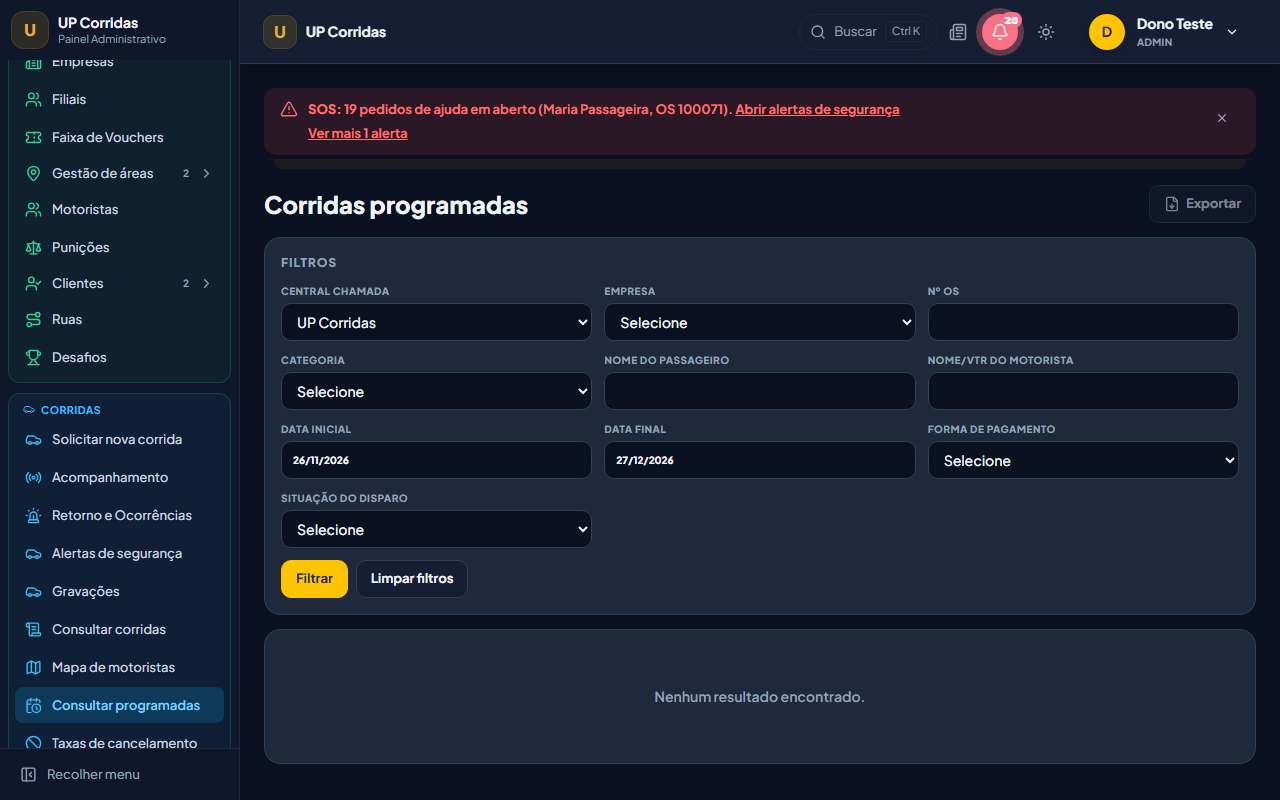 U
UP Corridas
Painel Administrativo
Empresas
Filiais
Faixa de Vouchers
Gestão de áreas 2
Motoristas
Punições
Clientes 2
Ruas
Desafios
CORRIDAS
Solicitar nova corrida
Acompanhamento
Retorno e Ocorrências
Alertas de segurança
Gravações
Consultar corridas
Mapa de motoristas
Consultar programadas
Taxas de cancelamento
Recolher menu
U UP Corridas
Buscar Ctrl K
20
D
Dono Teste
ADMIN
SOS: 19 pedidos de ajuda em aberto (Maria Passageira, OS 100071). Abrir alertas de segurança
Ver mais 1 alerta
Corridas programadas
Exportar
FILTROS
CENTRAL CHAMADA EMPRESA Nº OS
UP Corridas Selecione
CATEGORIA NOME DO PASSAGEIRO NOME/VTR DO MOTORISTA
Selecione
DATA INICIAL DATA FINAL FORMA DE PAGAMENTO
26/11/2026 27/12/2026 Selecione
SITUAÇÃO DO DISPARO
Selecione
Filtrar Limpar filtros
Nenhum resultado encontrado.